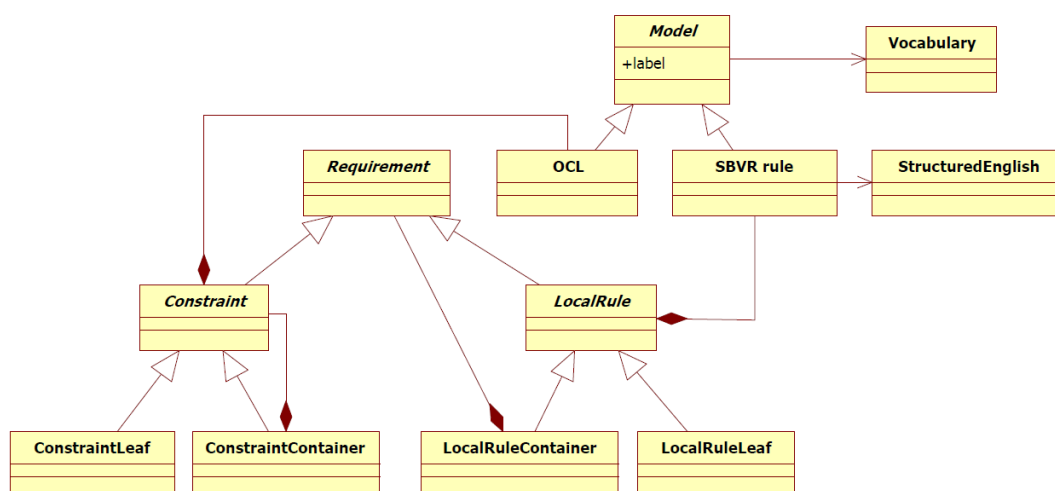 Model
+label
Vocabulary
Requirement
OCL
SBVR rule
StructuredEnglish
Constraint
LocalRule
ConstraintLeaf
ConstraintContainer
LocalRuleContainer
LocalRuleLeaf